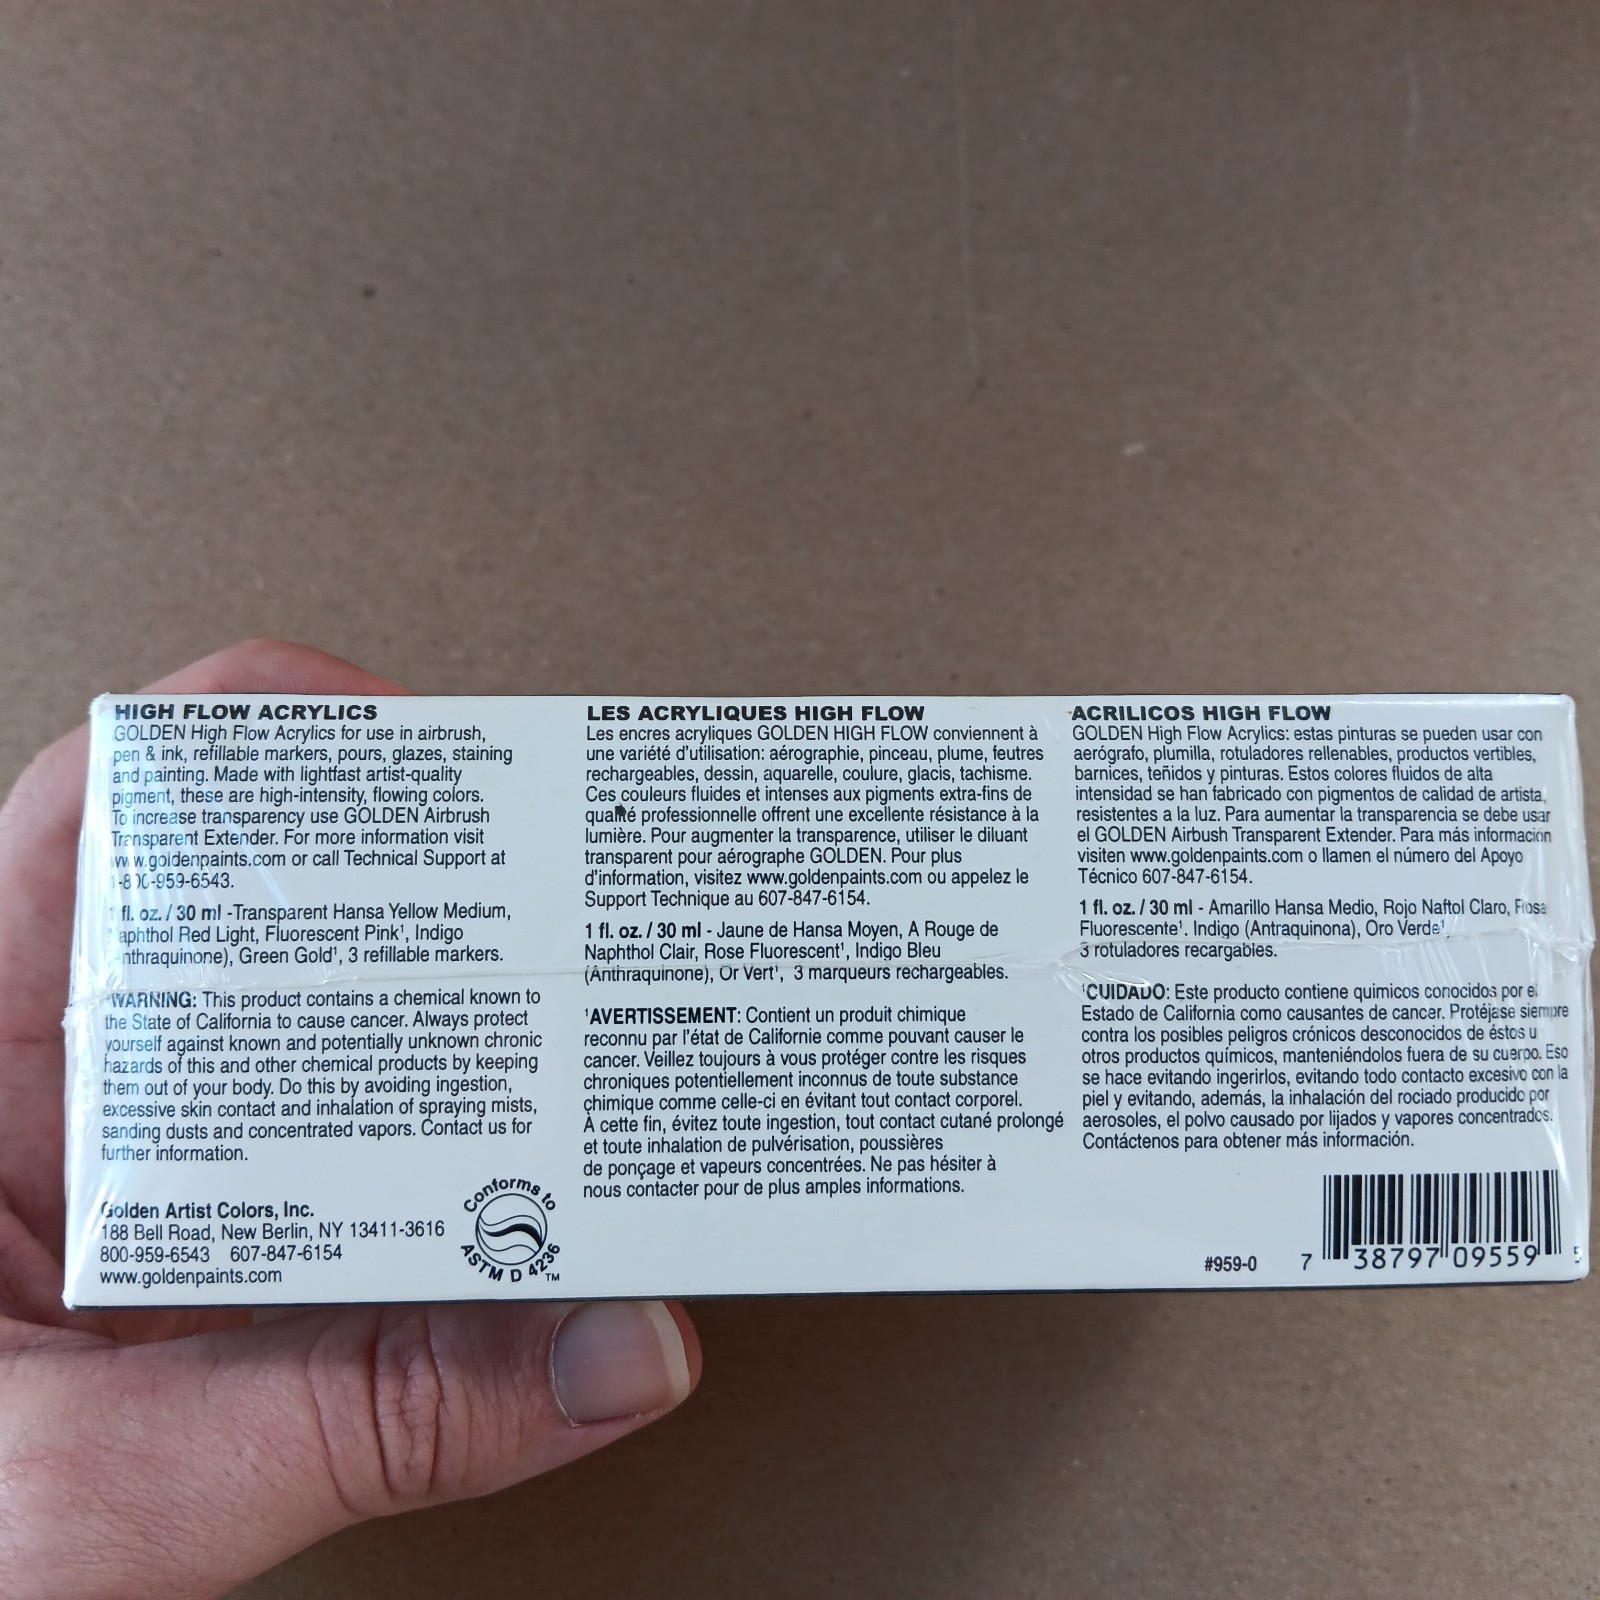 HIGH FLOW ACRYLICS
GOLDEN High Flow Acrylics for use in airbrush,
pen & ink, refillable markers, pours, glazes, staining
and painting. Made with lightfast artist-quality
pigment, these are high-intensity, flowing colors.
To increase transparency use GOLDEN Airbrush
Transparent Extender. For more information visit
www.goldenpaints.com or call Technical Support at
1-800-959-6543.
1 fl. oz. / 30 ml -Transparent Hansa Yellow Medium,
Naphthol Red Light, Fluorescent Pink¹, Indigo
(Anthraquinone), Green Gold¹, 3 refillable markers.
¹WARNING: This product contains a chemical known to
the State of California to cause cancer. Always protect
yourself against known and potentially unknown chronic
hazards of this and other chemical products by keeping
them out of your body. Do this by avoiding ingestion,
excessive skin contact and inhalation of spraying mists,
sanding dusts and concentrated vapors. Contact us for
further information.
Golden Artist Colors, Inc.
188 Bell Road, New Berlin, NY 13411-3616
800-959-6543 607-847-6154
www.goldenpaints.com
Conforms to
ASTM D 4236
TM
LES ACRYLIQUES HIGH FLOW
Les encres acryliques GOLDEN HIGH FLOW conviennent à
une variété d'utilisation: aérographie, pinceau, plume, feutres
rechargeables, dessin, aquarelle, coulure, glacis, tachisme.
Ces couleurs fluides et intenses aux pigments extra-fins de
qualité professionnelle offrent une excellente résistance à la
lumière. Pour augmenter la transparence, utiliser le diluant
transparent pour aérographe GOLDEN. Pour plus
d'information, visitez www.goldenpaints.com ou appelez le
Support Technique au 607-847-6154.
1 fl. oz. / 30 ml - Jaune de Hansa Moyen, A Rouge de
Naphthol Clair, Rose Fluorescent¹, Indigo Bleu
(Anthraquinone), Or Vert¹, 3 marqueurs rechargeables.
¹AVERTISSEMENT: Contient un produit chimique
reconnu par l'état de Californie comme pouvant causer le
cancer. Veillez toujours à vous protéger contre les risques
chroniques potentiellement inconnus de toute substance
chimique comme celle-ci en évitant tout contact corporel.
À cette fin, évitez toute ingestion, tout contact cutané prolongé
et toute inhalation de pulvérisation, poussières
de ponçage et vapeurs concentrées. Ne pas hésiter à
nous contacter pour de plus amples informations.
ACRILICOS HIGH FLOW
GOLDEN High Flow Acrylics: estas pinturas se pueden usar con
aerógrafo, plumilla, rotuladores rellenables, productos vertibles,
barnices, teñidos y pinturas. Estos colores fluidos de alta
intensidad se han fabricado con pigmentos de calidad de artista,
resistentes a la luz. Para aumentar la transparencia se debe usar
el GOLDEN Airbush Transparent Extender. Para más información
visiten www.goldenpaints.com o llamen el número del Apoyo
Técnico 607-847-6154.
1 fl. oz. / 30 ml - Amarillo Hansa Medio, Rojo Naftol Claro, Rosa
Fluorescente¹, Indigo (Antraquinona), Oro Verde¹,
3 rotuladores recargables.
¹CUIDADO: Este producto contiene quimicos conocidos por el
Estado de California como causantes de cancer. Protéjase siempre
contra los posibles peligros crónicos desconocidos de éstos u
otros productos químicos, manteniéndolos fuera de su cuerpo. Eso
se hace evitando ingerirlos, evitando todo contacto excesivo con la
piel y evitando, además, la inhalación del rociado producido por
aerosoles, el polvo causado por lijados y vapores concentrados.
Contáctenos para obtener más información.
#959-0
7 38797 09559 5